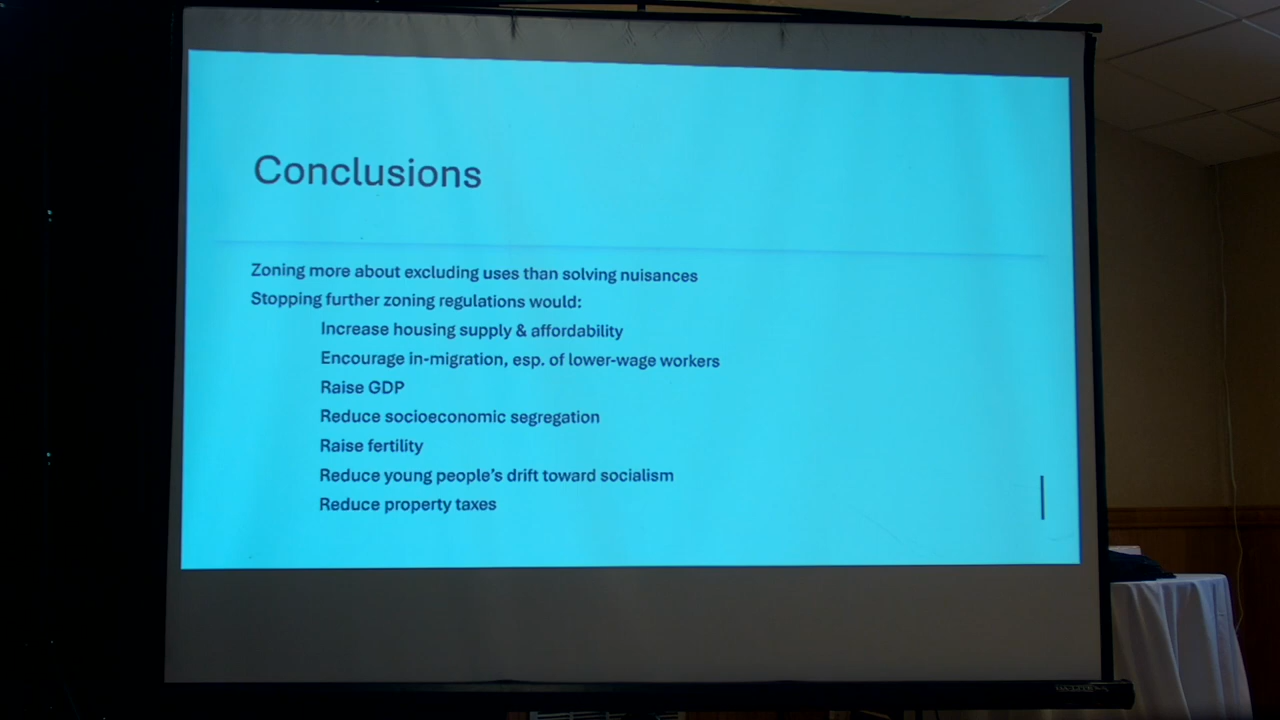 Conclusions
Zoning more about excluding uses than solving nuisances
Stopping further zoning regulations would:
Increase housing supply & affordability
Encourage in-migration, esp. of lower-wage workers
Raise GDP
Reduce socioeconomic segregation
Raise fertility
Reduce young people's drift toward socialism
Reduce property taxes